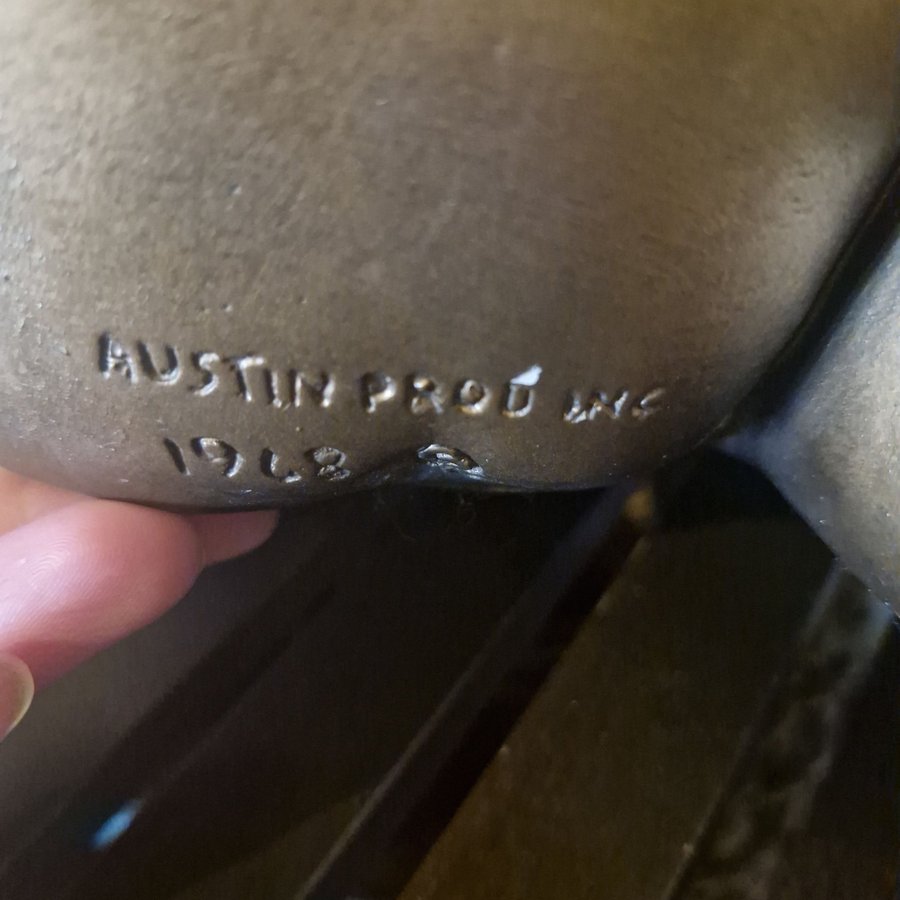 AUSTIN PROD INC
1968 ©